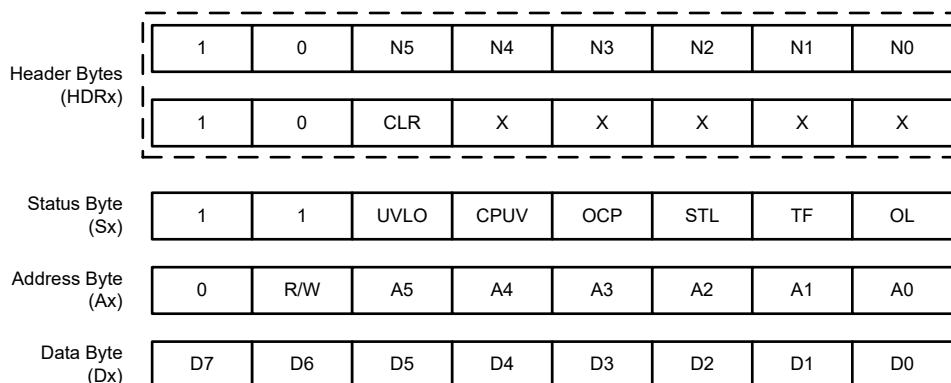 1 0 N5 N4 N3 N2 N1 N0
Header Bytes
(HDRx)
1 0 CLR X X X X X
Status Byte
(Sx)
1 1 UVLO CPUV OCP STL TF OL
Address Byte
(Ax)
0 R/W A5 A4 A3 A2 A1 A0
Data Byte
(Dx)
D7 D6 D5 D4 D3 D2 D1 D0